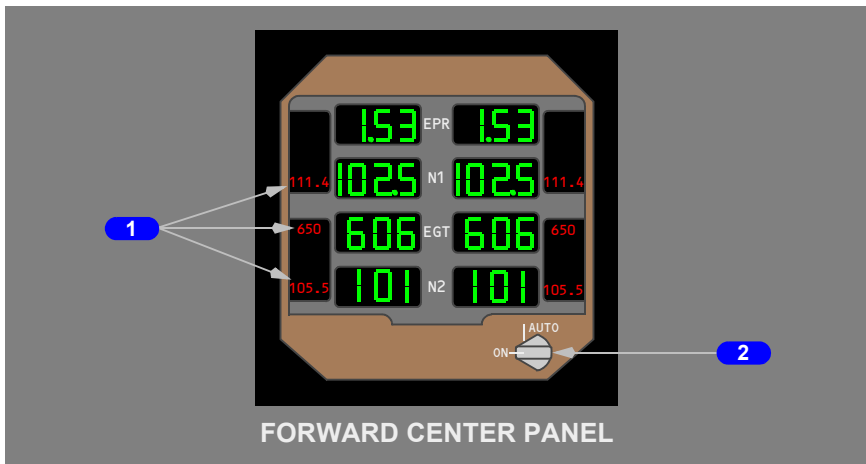 1.53 EPR 1.53
111.4 102.5 N1 102.5 111.4
1
650 606 EGT 606 650
105.5 101 N2 101 105.5
AUTO
ON
2
FORWARD CENTER PANEL